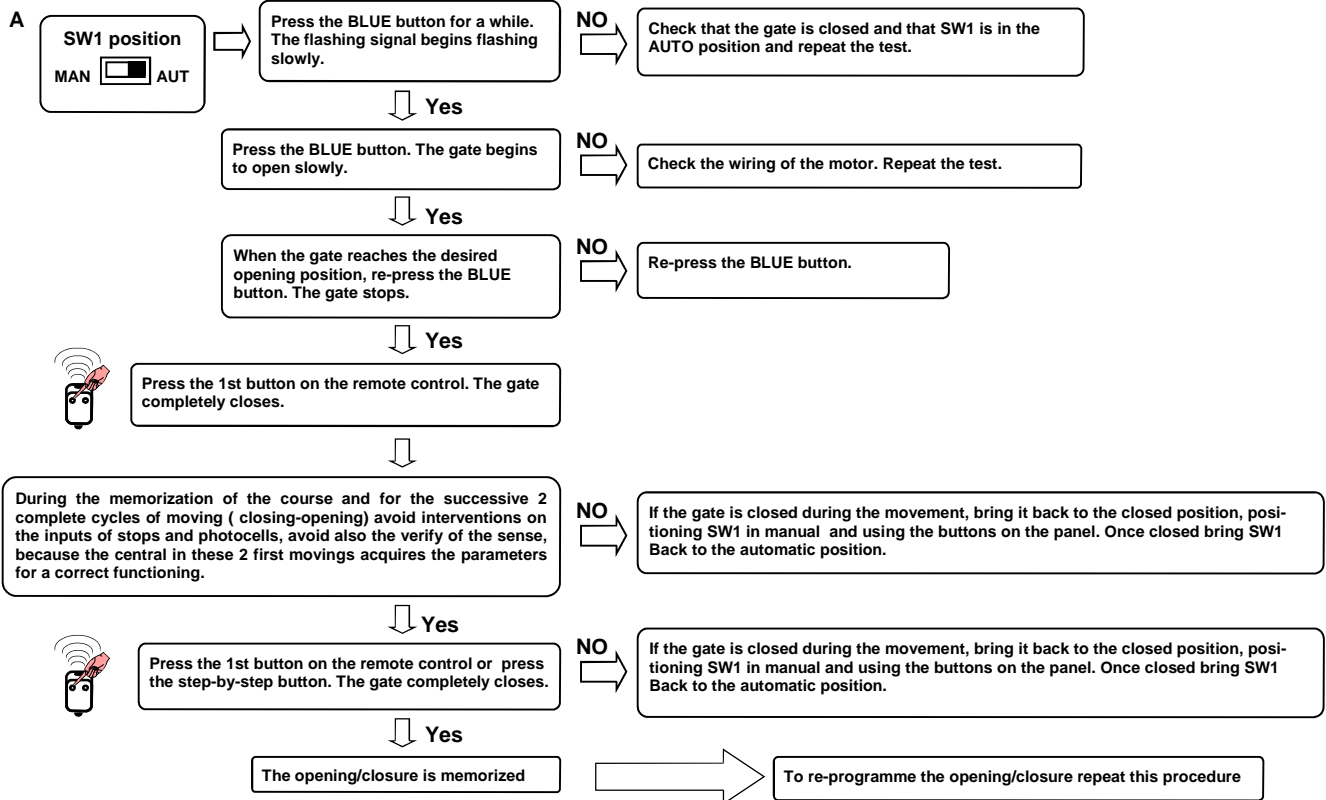 A
SW1 position
MAN AUT
Press the BLUE button for a while.
The flashing signal begins flashing
slowly.
NO
Check that the gate is closed and that SW1 is in the
AUTO position and repeat the test.
Yes
Press the BLUE button. The gate begins
to open slowly.
NO
Check the wiring of the motor. Repeat the test.
Yes
When the gate reaches the desired
opening position, re-press the BLUE
button. The gate stops.
NO
Re-press the BLUE button.
Yes
Press the 1st button on the remote control. The gate
completely closes.
During the memorization of the course and for the successive 2
complete cycles of moving ( closing-opening) avoid interventions on
the inputs of stops and photocells, avoid also the verify of the sense,
because the central in these 2 first movings acquires the parameters
for a correct functioning.
NO
If the gate is closed during the movement, bring it back to the closed position, posi-
tioning SW1 in manual and using the buttons on the panel. Once closed bring SW1
Back to the automatic position.
Yes
Press the 1st button on the remote control or press
the step-by-step button. The gate completely closes.
NO
If the gate is closed during the movement, bring it back to the closed position, posi-
tioning SW1 in manual and using the buttons on the panel. Once closed bring SW1
Back to the automatic position.
Yes
The opening/closure is memorized
To re-programme the opening/closure repeat this procedure